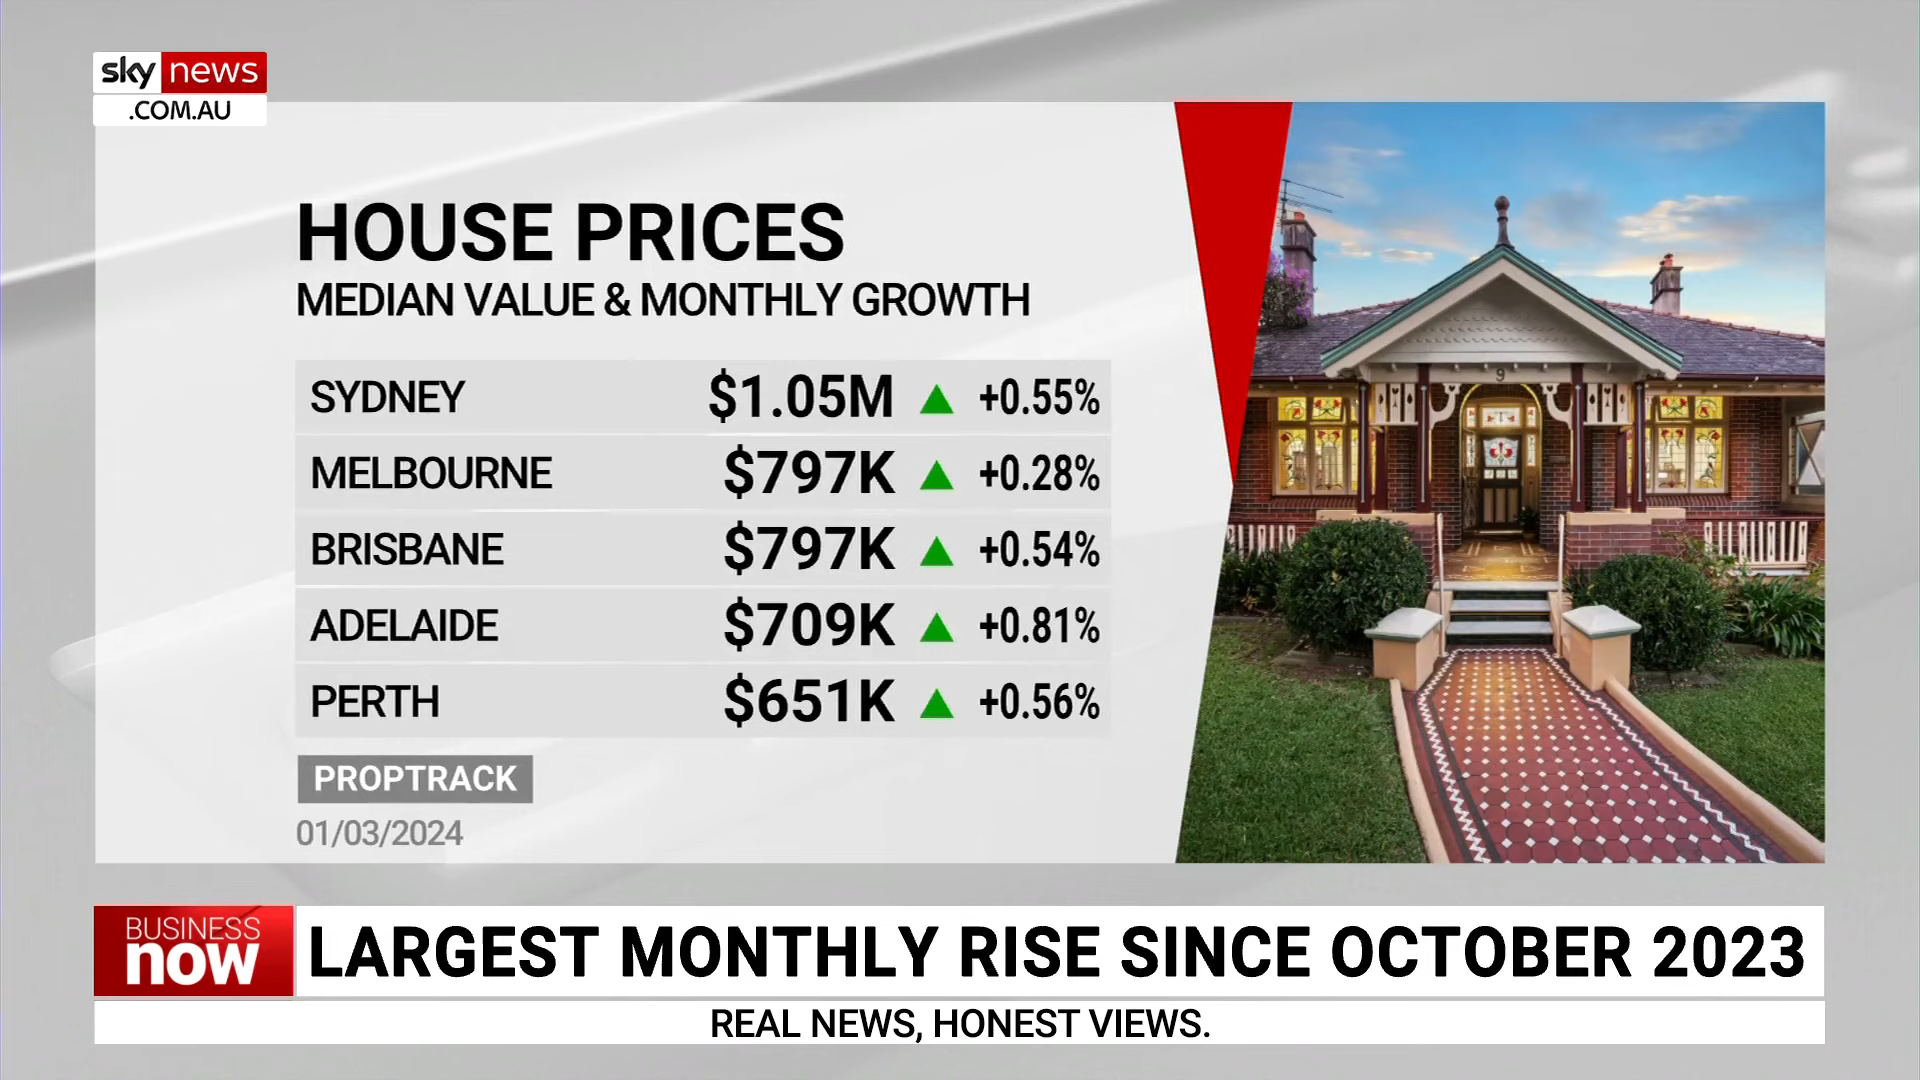 sky news
.COM.AU
HOUSE PRICES
MEDIAN VALUE & MONTHLY GROWTH
SYDNEY $1.05M ▲ +0.55%
MELBOURNE $797K ▲ +0.28%
BRISBANE $797K ▲ +0.54%
ADELAIDE $709K ▲ +0.81%
PERTH $651K ▲ +0.56%
PROPTRACK
01/03/2024
9
BUSINESS
now
LARGEST MONTHLY RISE SINCE OCTOBER 2023
REAL NEWS, HONEST VIEWS.